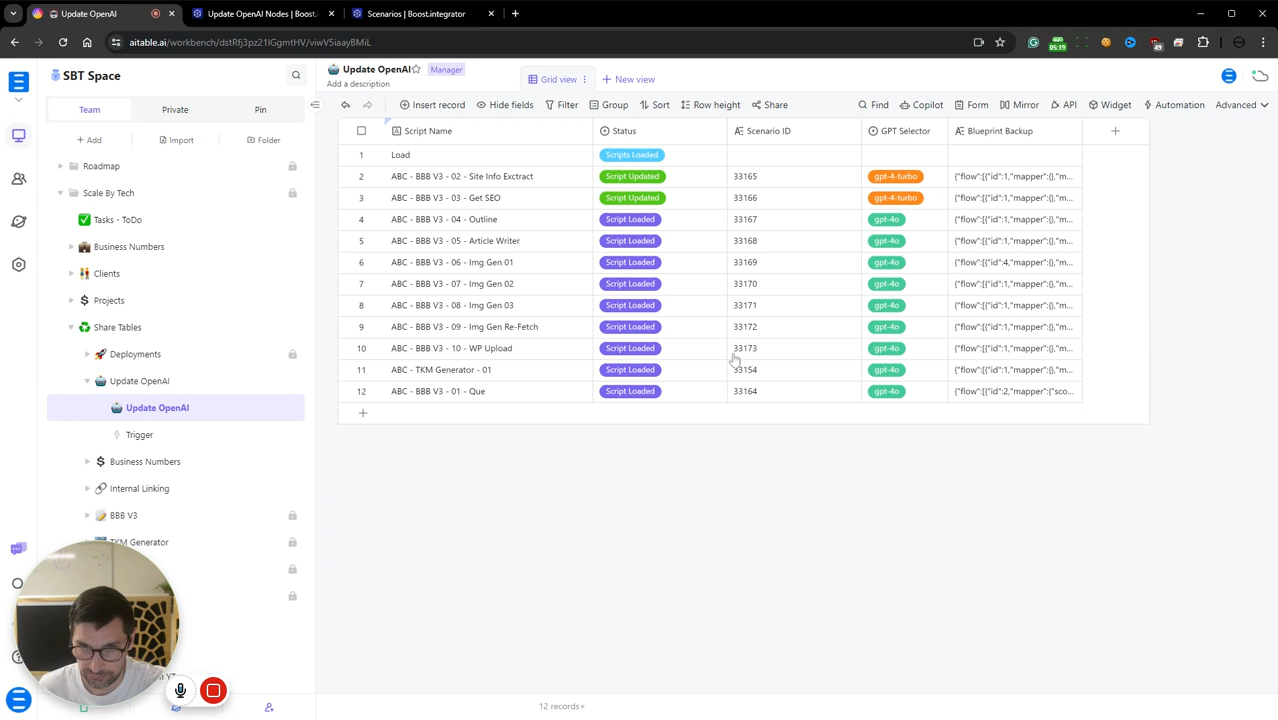 Update OpenAI
Update OpenAI Nodes | Boost.
Scenarios | Boost.integrator
aitable.ai/workbench/dstRfj3pz21IGgmtHV/viwV5iaayBMiL
05:19
49
SBT Space
Team
Private
Pin
Add
Import
Folder
Roadmap
Scale By Tech
Tasks - ToDo
Business Numbers
Clients
Projects
Share Tables
Deployments
Update OpenAI
Update OpenAI
Trigger
Business Numbers
Internal Linking
BBB V3
TKM Generator
Update OpenAI
Manager
Add a description
Grid view
New view
Insert record
Hide fields
Filter
Group
Sort
Row height
Share
Find
Copilot
Form
Mirror
API
Widget
Automation
Advanced
Script Name Status Scenario ID GPT Selector Blueprint Backup
1 Load Scripts Loaded
2 ABC - BBB V3 - 02 - Site Info Exctract Script Updated 33165 gpt-4-turbo {"flow":[{"id":1,"mapper":{},"m...
3 ABC - BBB V3 - 03 - Get SEO Script Updated 33166 gpt-4-turbo {"flow":[{"id":1,"mapper":{},"m...
4 ABC - BBB V3 - 04 - Outline Script Loaded 33167 gpt-4o {"flow":[{"id":1,"mapper":{},"m...
5 ABC - BBB V3 - 05 - Article Writer Script Loaded 33168 gpt-4o {"flow":[{"id":1,"mapper":{},"m...
6 ABC - BBB V3 - 06 - Img Gen 01 Script Loaded 33169 gpt-4o {"flow":[{"id":4,"mapper":{},"m...
7 ABC - BBB V3 - 07 - Img Gen 02 Script Loaded 33170 gpt-4o {"flow":[{"id":1,"mapper":{},"m...
8 ABC - BBB V3 - 08 - Img Gen 03 Script Loaded 33171 gpt-4o {"flow":[{"id":1,"mapper":{},"m...
9 ABC - BBB V3 - 09 - Img Gen Re-Fetch Script Loaded 33172 gpt-4o {"flow":[{"id":1,"mapper":{},"m...
10 ABC - BBB V3 - 10 - WP Upload Script Loaded 33173 gpt-4o {"flow":[{"id":1,"mapper":{},"m...
11 ABC - TKM Generator - 01 Script Loaded 33154 gpt-4o {"flow":[{"id":1,"mapper":{},"m...
12 ABC - BBB V3 - 01 - Que Script Loaded 33164 gpt-4o {"flow":[{"id":2,"mapper":{"sco...
12 records